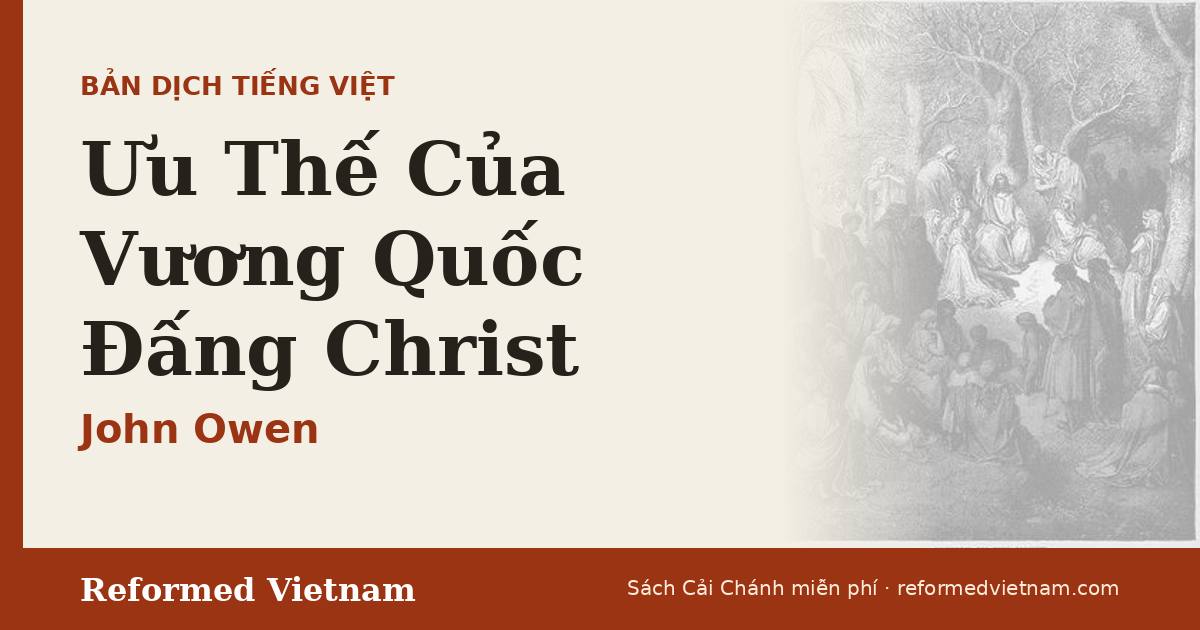 BẢN DỊCH TIẾNG VIỆT
Ưu Thế Của
Vương Quốc
Đấng Christ
John Owen
Reformed Vietnam
Sách Cải Chánh miễn phí · reformedvietnam.com